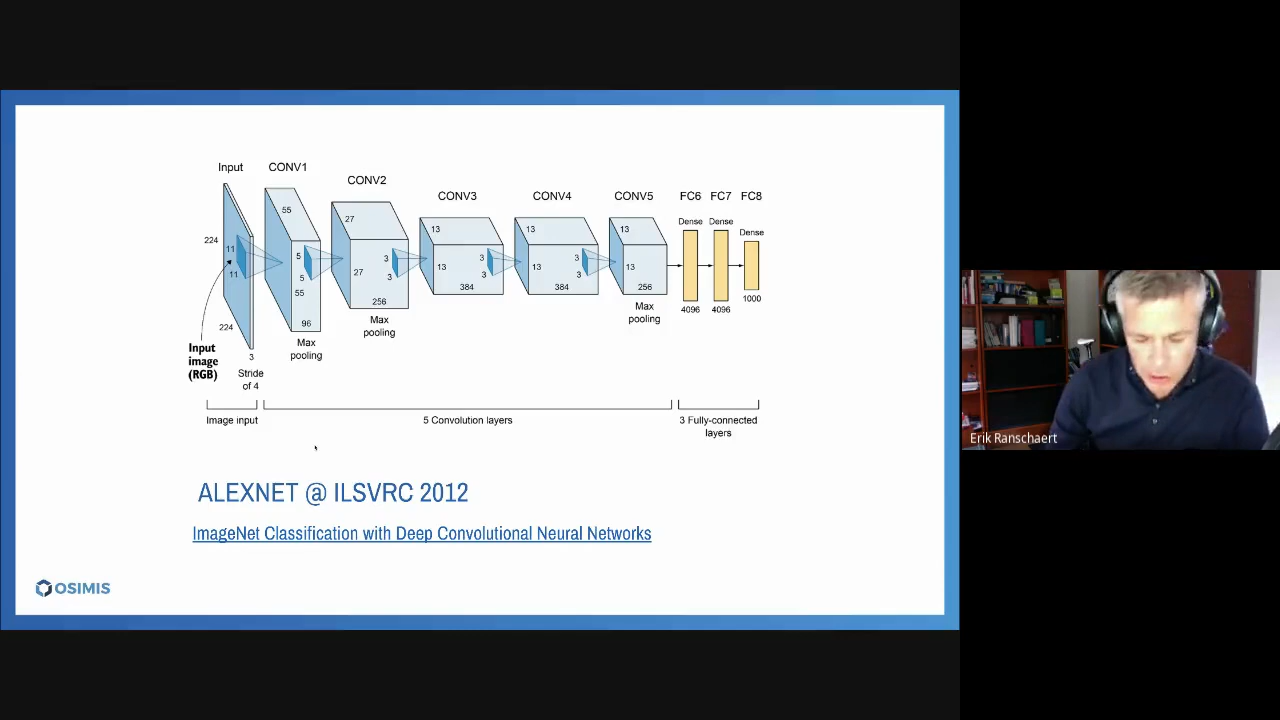 Input
CONV1
CONV2
CONV3
CONV4
CONV5
FC6
FC7
FC8
55
27
13
13
13
Dense
Dense
Dense
224
11
11
5
5
55
27
3
3
13
3
3
13
3
3
13
256
384
384
256
96
224
3
4096
4096
1000
Max
pooling
Max
pooling
Max
pooling
Input
image
(RGB)
Stride
of 4
Image input
5 Convolution layers
3 Fully-connected
layers
ALEXNET @ ILSVRC 2012
ImageNet Classification with Deep Convolutional Neural Networks
OSIMIS
Erik Ranschaert